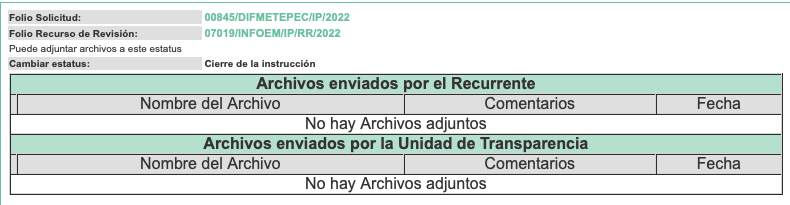 Folio Solicitud: 00845/DIFMETEPEC/IP/2022
Folio Recurso de Revisión: 07019/INFOEM/IP/RR/2022
Puede adjuntar archivos a este estatus
Cambiar estatus: Cierre de la instrucción
Archivos enviados por el Recurrente
Nombre del Archivo Comentarios Fecha
No hay Archivos adjuntos
Archivos enviados por la Unidad de Transparencia
Nombre del Archivo Comentarios Fecha
No hay Archivos adjuntos